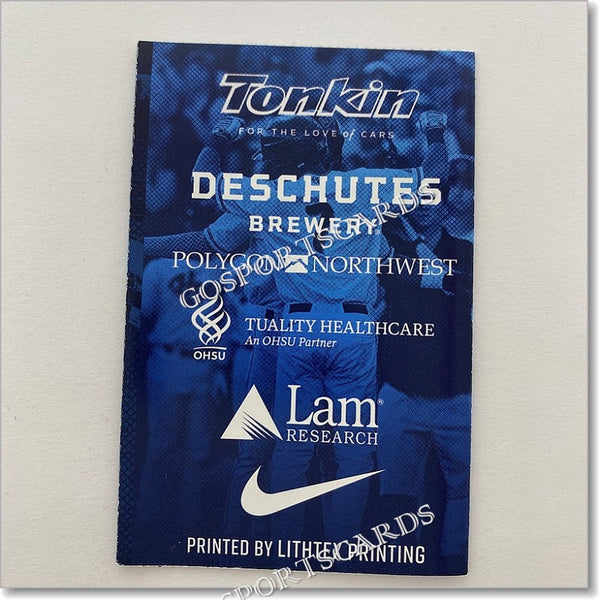 Tonkin
FOR THE LOVE of CARS
DESCHUTES
BREWERY
POLYGON NORTHWEST
OHSU
TUALITY HEALTHCARE
An OHSU Partner
Lam®
RESEARCH
PRINTED BY LITHTEX PRINTING
GOSPORTSCARDS
GOSPORTSCARDS